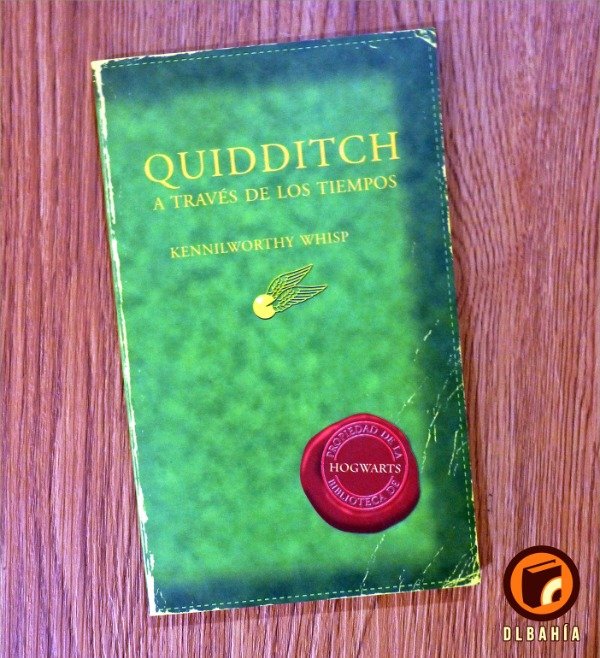 QUIDDITCH
A TRAVÉS DE LOS TIEMPOS
KENNILWORTHY WHISP
PROPIEDAD DE LA
HOGWARTS
BIBLIOTECA DE
DLBAHÍA